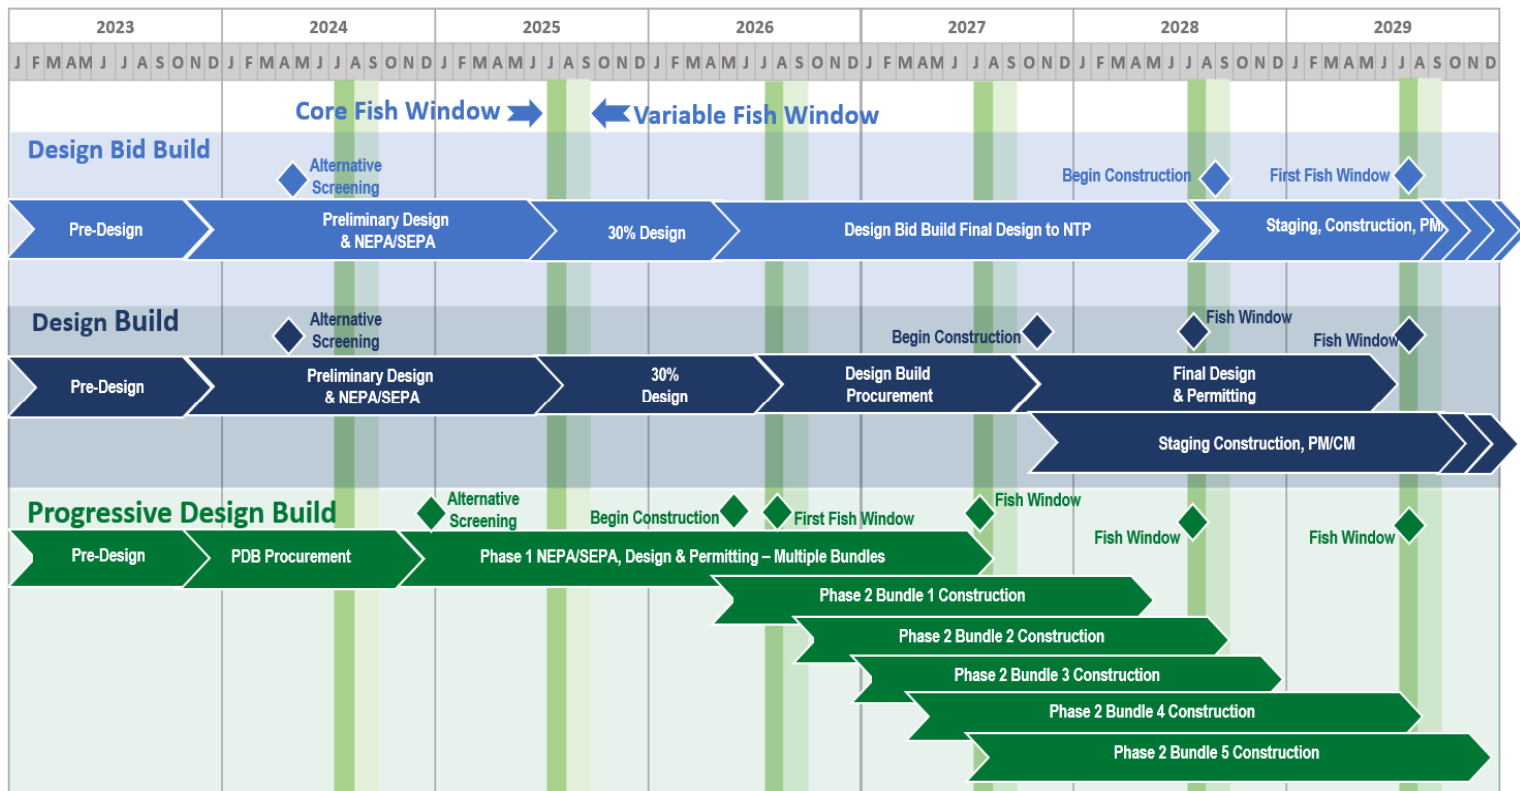 2023 2024 2025 2026 2027 2028 2029
J F M A M J J A S O N D J F M A M J J A S O N D J F M A M J J A S O N D J F M A M J J A S O N D J F M A M J J A S O N D J F M A M J J A S O N D J F M A M J J A S O N D
Core Fish Window
Variable Fish Window
Design Bid Build
Alternative
Screening
Begin Construction
First Fish Window
Pre-Design
Preliminary Design
& NEPA/SEPA
30% Design
Design Bid Build Final Design to NTP
Staging, Construction, PM
Design Build
Alternative
Screening
Begin Construction
Fish Window
Fish Window
Pre-Design
Preliminary Design
& NEPA/SEPA
30%
Design
Design Build
Procurement
Final Design
& Permitting
Staging Construction, PM/CM
Progressive Design Build
Alternative
Screening
Begin Construction
First Fish Window
Fish Window
Fish Window
Fish Window
Pre-Design
PDB Procurement
Phase 1 NEPA/SEPA, Design & Permitting – Multiple Bundles
Phase 2 Bundle 1 Construction
Phase 2 Bundle 2 Construction
Phase 2 Bundle 3 Construction
Phase 2 Bundle 4 Construction
Phase 2 Bundle 5 Construction